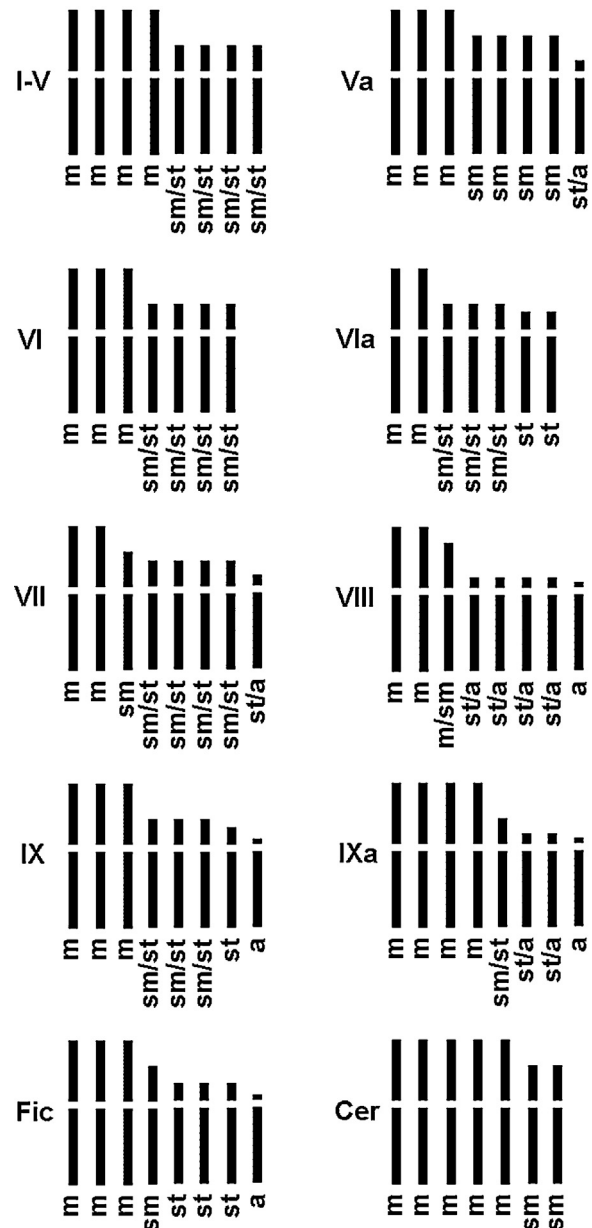 I-V
m m m m sm/st sm/st sm/st sm/st
Va
m m m sm sm sm sm st/a
VI
m m m sm/st sm/st sm/st sm/st
VIa
m m sm/st sm/st sm/st st st
VII
m m sm sm/st sm/st sm/st sm/st st/a
VIII
m m m/sm st/a st/a st/a st/a a
IX
m m m sm/st sm/st sm/st st a
IXa
m m m m sm/st st/a st/a a
Fic
m m m sm st st st a
Cer
m m m m m sm sm